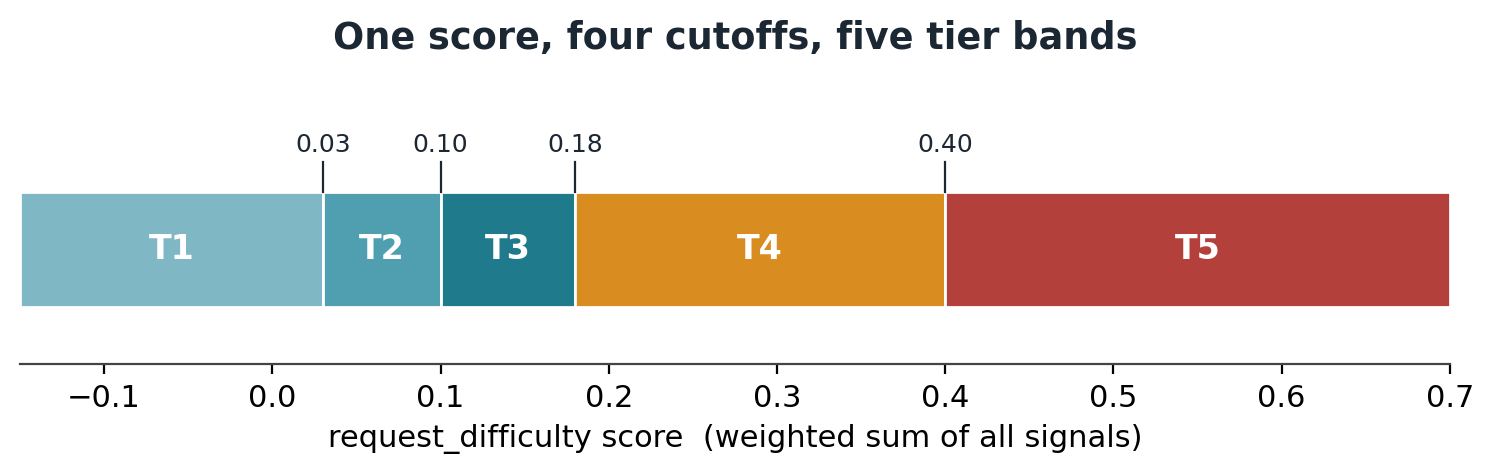 One score, four cutoffs, five tier bands
0.03 0.10 0.18 0.40
T1 T2 T3 T4 T5
−0.1 0.0 0.1 0.2 0.3 0.4 0.5 0.6 0.7
request_difficulty score (weighted sum of all signals)